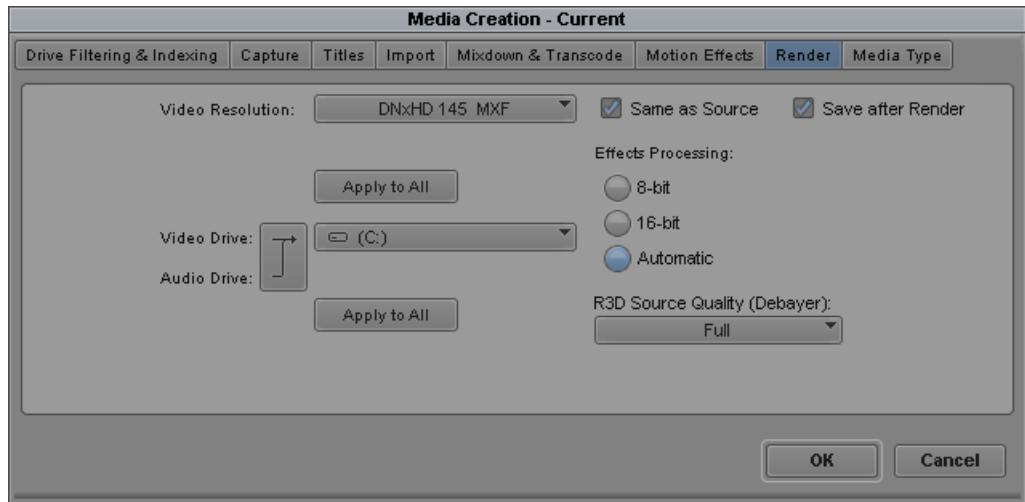 Media Creation - Current
Drive Filtering & Indexing Capture Titles Import Mixdown & Transcode Motion Effects Render Media Type
Video Resolution: DNxHD 145 MXF Same as Source Save after Render
Effects Processing:
Apply to All 8-bit
16-bit
Video Drive: (C:)
Automatic
Audio Drive:
R3D Source Quality (Debayer):
Apply to All
Full
OK Cancel